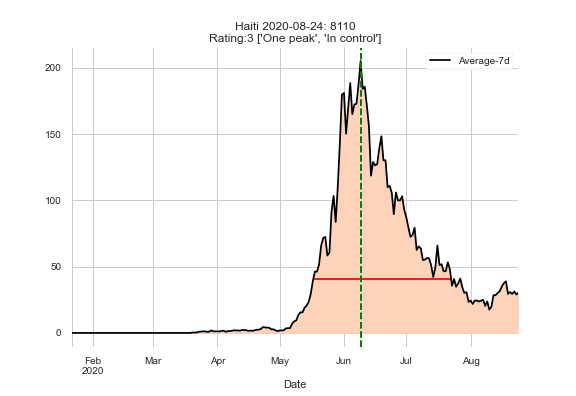 Haiti 2020-08-24: 8110
Rating:3 ['One peak', 'In control']
Average-7d
200
150
100
50
0
Feb Mar Apr May Jun Jul Aug
2020
Date